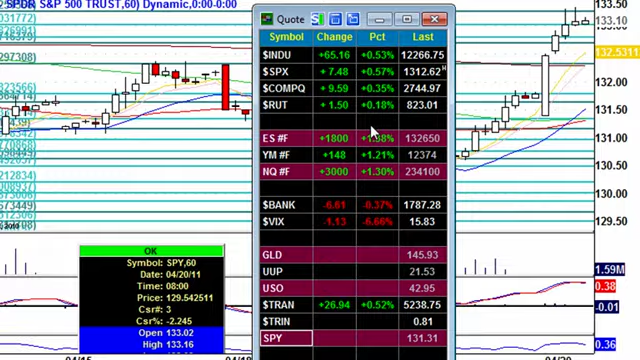 SPDR S&P 500 TRUST,60) Dynamic,0:00-0:00
Quote
Symbol Change Pct Last
$INDU +65.16 +0.53% 12266.75
$SPX + 7.48 +0.57% 1312.62
$COMPQ + 9.59 +0.35% 2744.97
$RUT + 1.50 +0.18% 823.01
ES #F +1800 132650
YM #F +148 +1.21% 12374
NQ #F +3000 +1.30% 234100
$BANK -6.61 -0.37% 1787.28
$VIX -1.13 -6.66% 15.83
GLD 145.93
UUP 21.53
USO 42.95
$TRAN +26.94 +0.52% 5238.75
$TRIN 0.81
SPY 131.31
OK
Symbol: SPY,60
Date: 04/20/11
Time: 08:00
Price: 129.542511
Csr#: 3
Csr%: -2.245
Open 133.02
High 133.16
133.50
133.10
132.5311
132.00
131.50
131.00
130.50
130.00
129.50
1.59M
0.38
-0.01
0.36
04/15
04/18
04/20